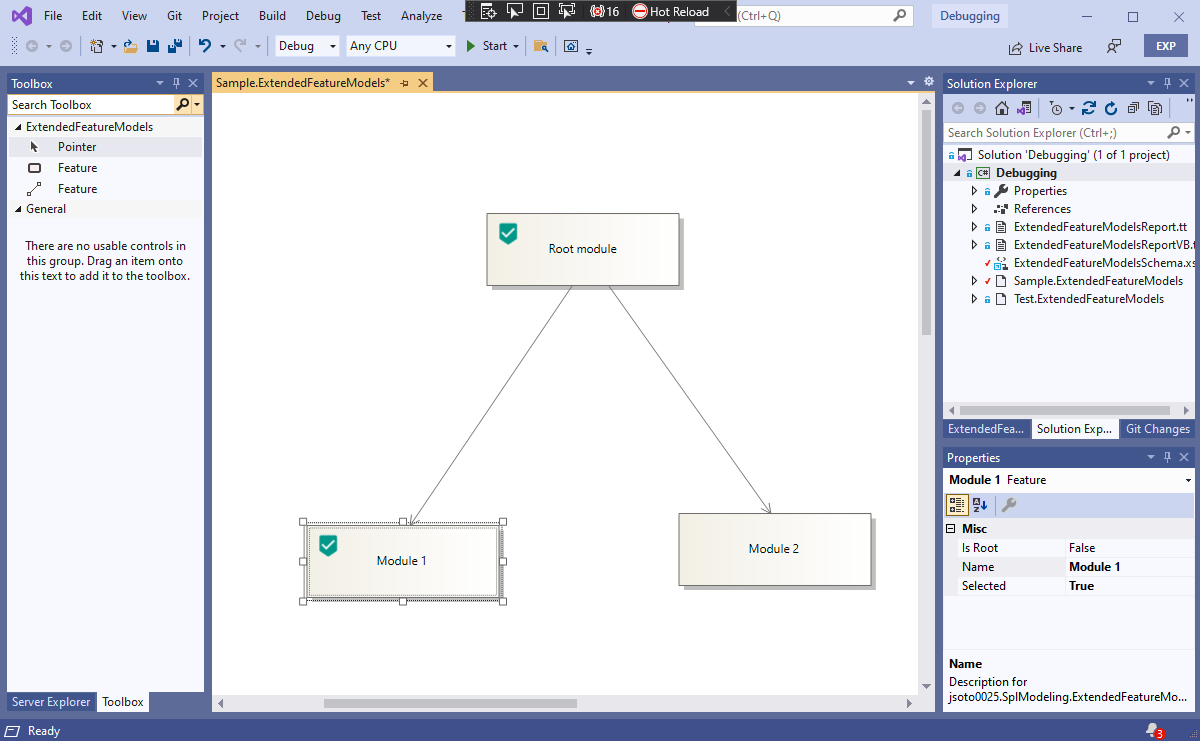 File Edit View Git Project Build Debug Test Analyze
16 Hot Reload
(Ctrl+Q)
Debugging
Debug Any CPU Start
Live Share
EXP
Toolbox
Search Toolbox
ExtendedFeatureModels
Pointer
Feature
Feature
General
There are no usable controls in
this group. Drag an item onto
this text to add it to the toolbox.
Server Explorer Toolbox
Sample.ExtendedFeatureModels*
Root module
Module 1
Module 2
Solution Explorer
Search Solution Explorer (Ctrl+;)
Solution 'Debugging' (1 of 1 project)
C# Debugging
Properties
References
ExtendedFeatureModelsReport.tt
ExtendedFeatureModelsReportVB.t
ExtendedFeatureModelsSchema.xs
Sample.ExtendedFeatureModels
Test.ExtendedFeatureModels
ExtendedFea... Solution Exp... Git Changes
Properties
Module 1 Feature
Misc
Is Root False
Name Module 1
Selected True
Name
Description for
jsoto0025.SplModeling.ExtendedFeatureMo...
Ready
3